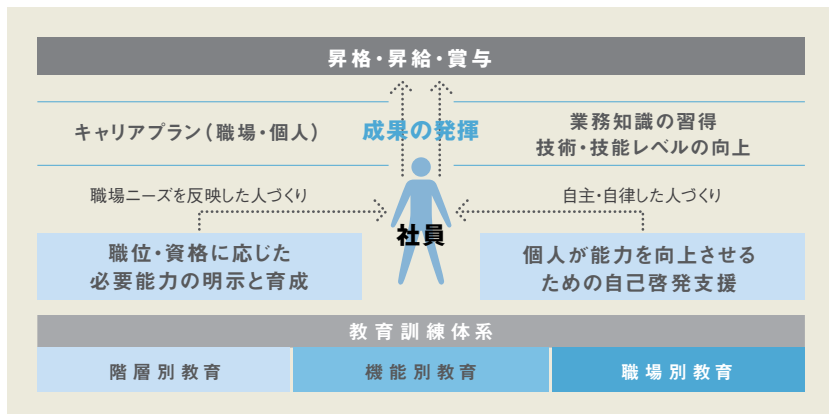 昇格・昇給・賞与
キャリアプラン（職場・個人）
成果の発揮
業務知識の習得
技術・技能レベルの向上
職場ニーズを反映した人づくり
自主・自律した人づくり
社員
職位・資格に応じた
必要能力の明示と育成
個人が能力を向上させる
ための自己啓発支援
教育訓練体系
階層別教育
機能別教育
職場別教育